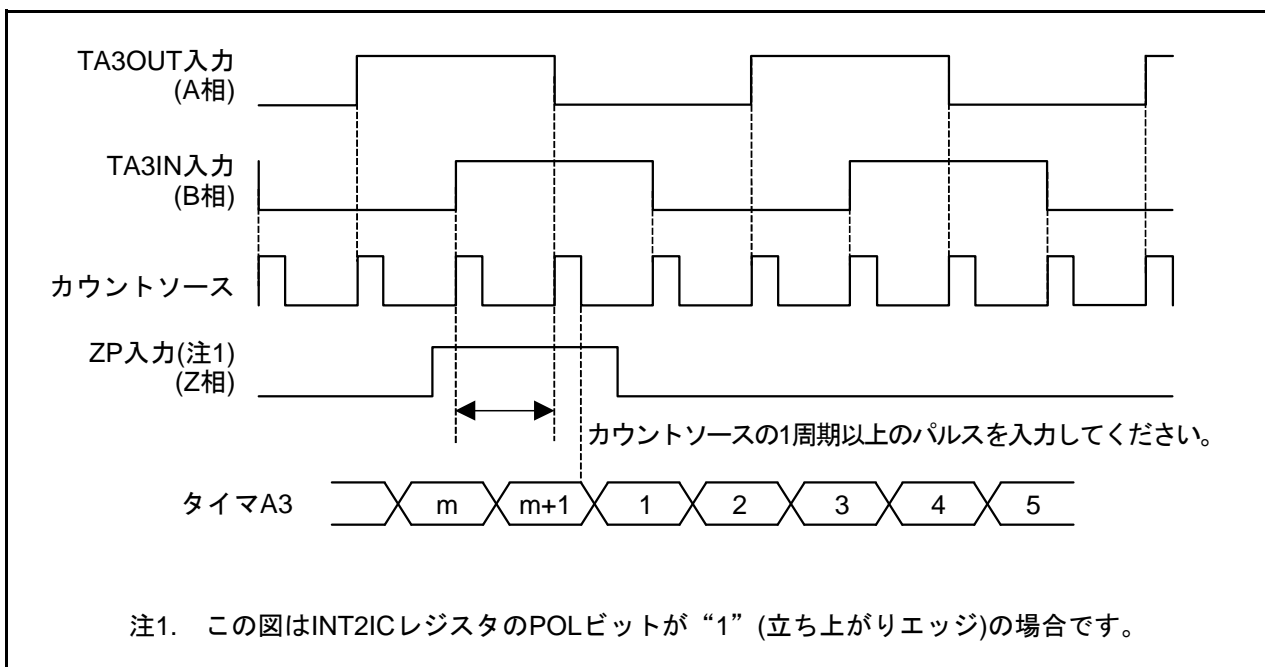 TA3OUT入力
(A相)
TA3IN入力
(B相)
カウントソース
ZP入力(注1)
(Z相)
カウントソースの1周期以上のパルスを入力してください。
タイマA3 m m+1 1 2 3 4 5
注1. この図はINT2ICレジスタのPOLビットが“1”(立ち上がりエッジ)の場合です。